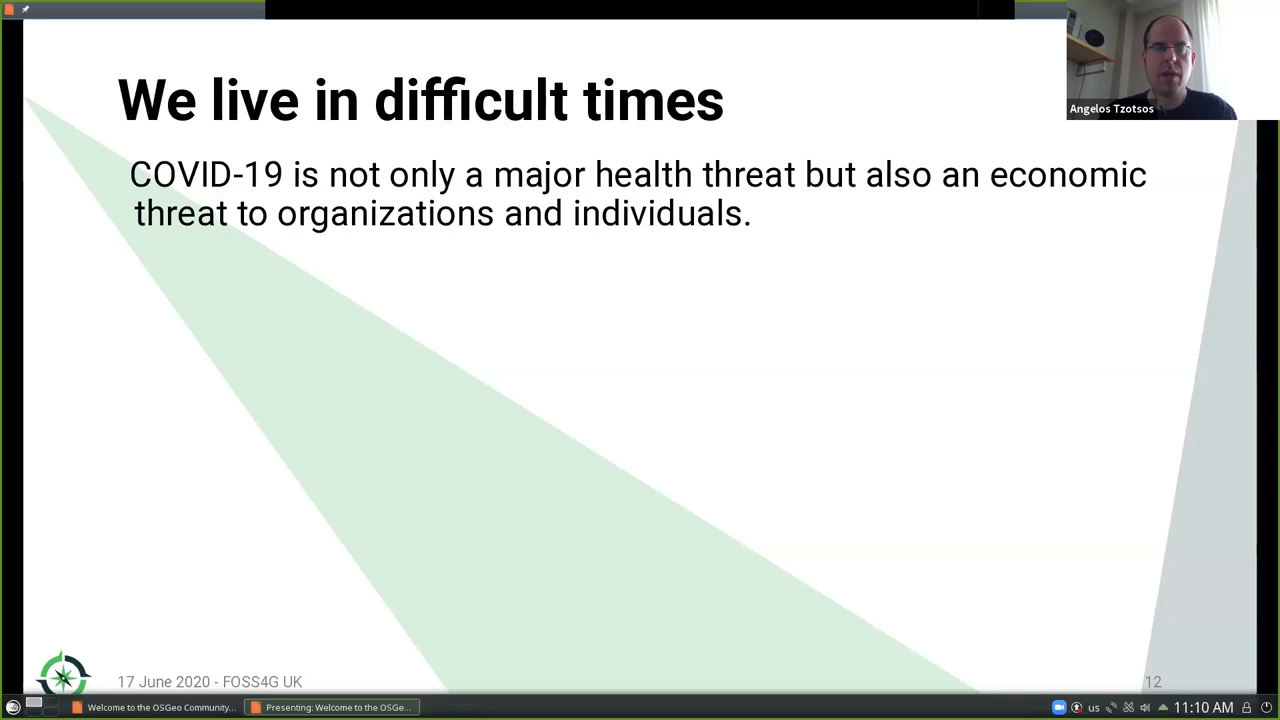 We live in difficult times
Angelos Tzotsos
COVID-19 is not only a major health threat but also an economic
threat to organizations and individuals.
17 June 2020 - FOSS4G UK
12
Welcome to the OSGeo Community...
Presenting: Welcome to the OSGe...
us
11:10 AM